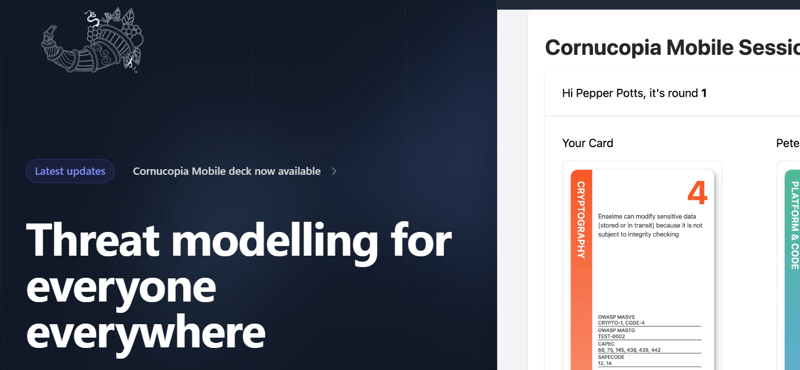 Latest updates
Cornucopia Mobile deck now available
Threat modelling for
everyone
everywhere
Cornucopia Mobile Sessio
Hi Pepper Potts, it's round 1
Your Card
Pete
CRYPTOGRAPHY
4
Enselme can modify sensitive data
(stored or in transit) because it is not
subject to integrity checking
OWASP MASVS
CRYPTO-1, CODE-4
OWASP MASTG
TEST-0002
CAPEC
68, 75, 145, 438, 439, 442
SAFECODE
12, 14
PLATFORM & CODE